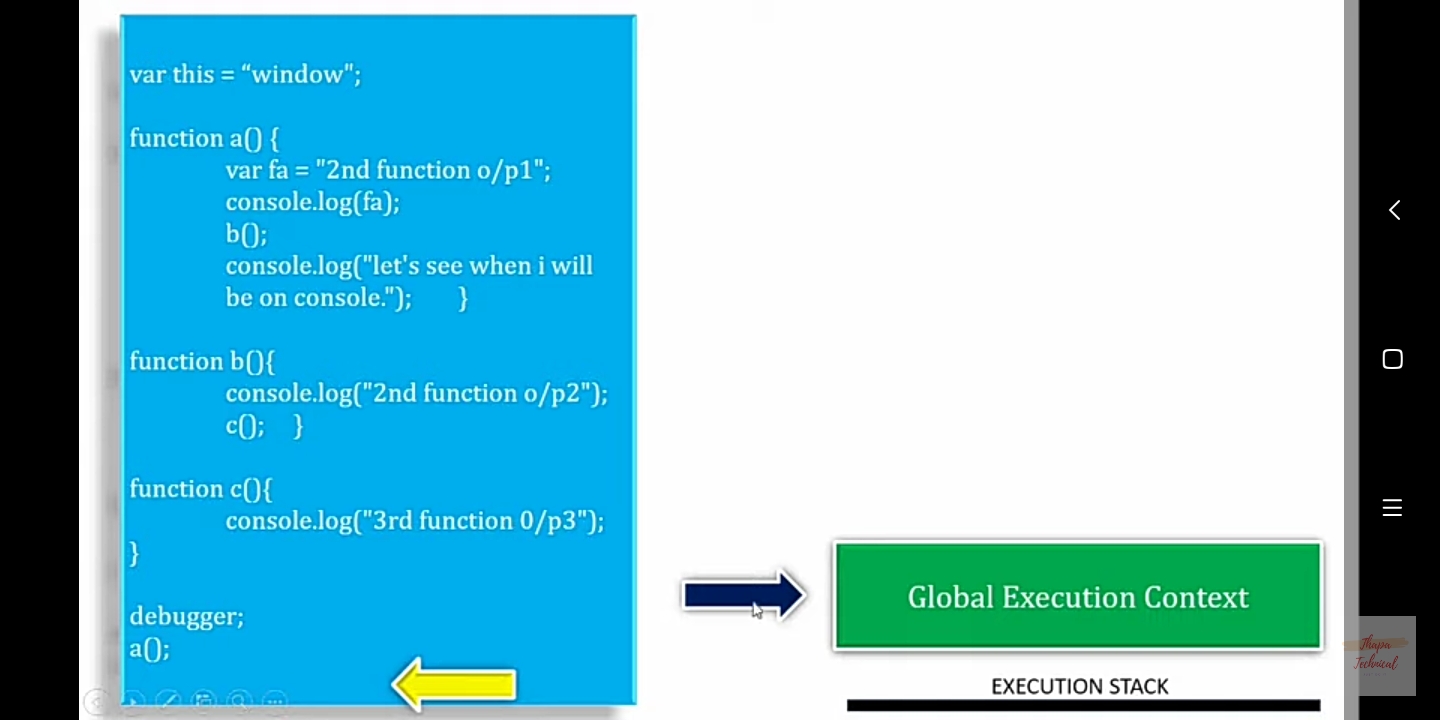 var this = “window";
function a() {
var fa = "2nd function o/p1";
console.log(fa);
b();
console.log("let's see when i will
be on console."); }
function b(){
console.log("2nd function o/p2");
c(); }
function c(){
console.log("3rd function 0/p3");
}
debugger;
a();
Global Execution Context
EXECUTION STACK
Thapa
Technical